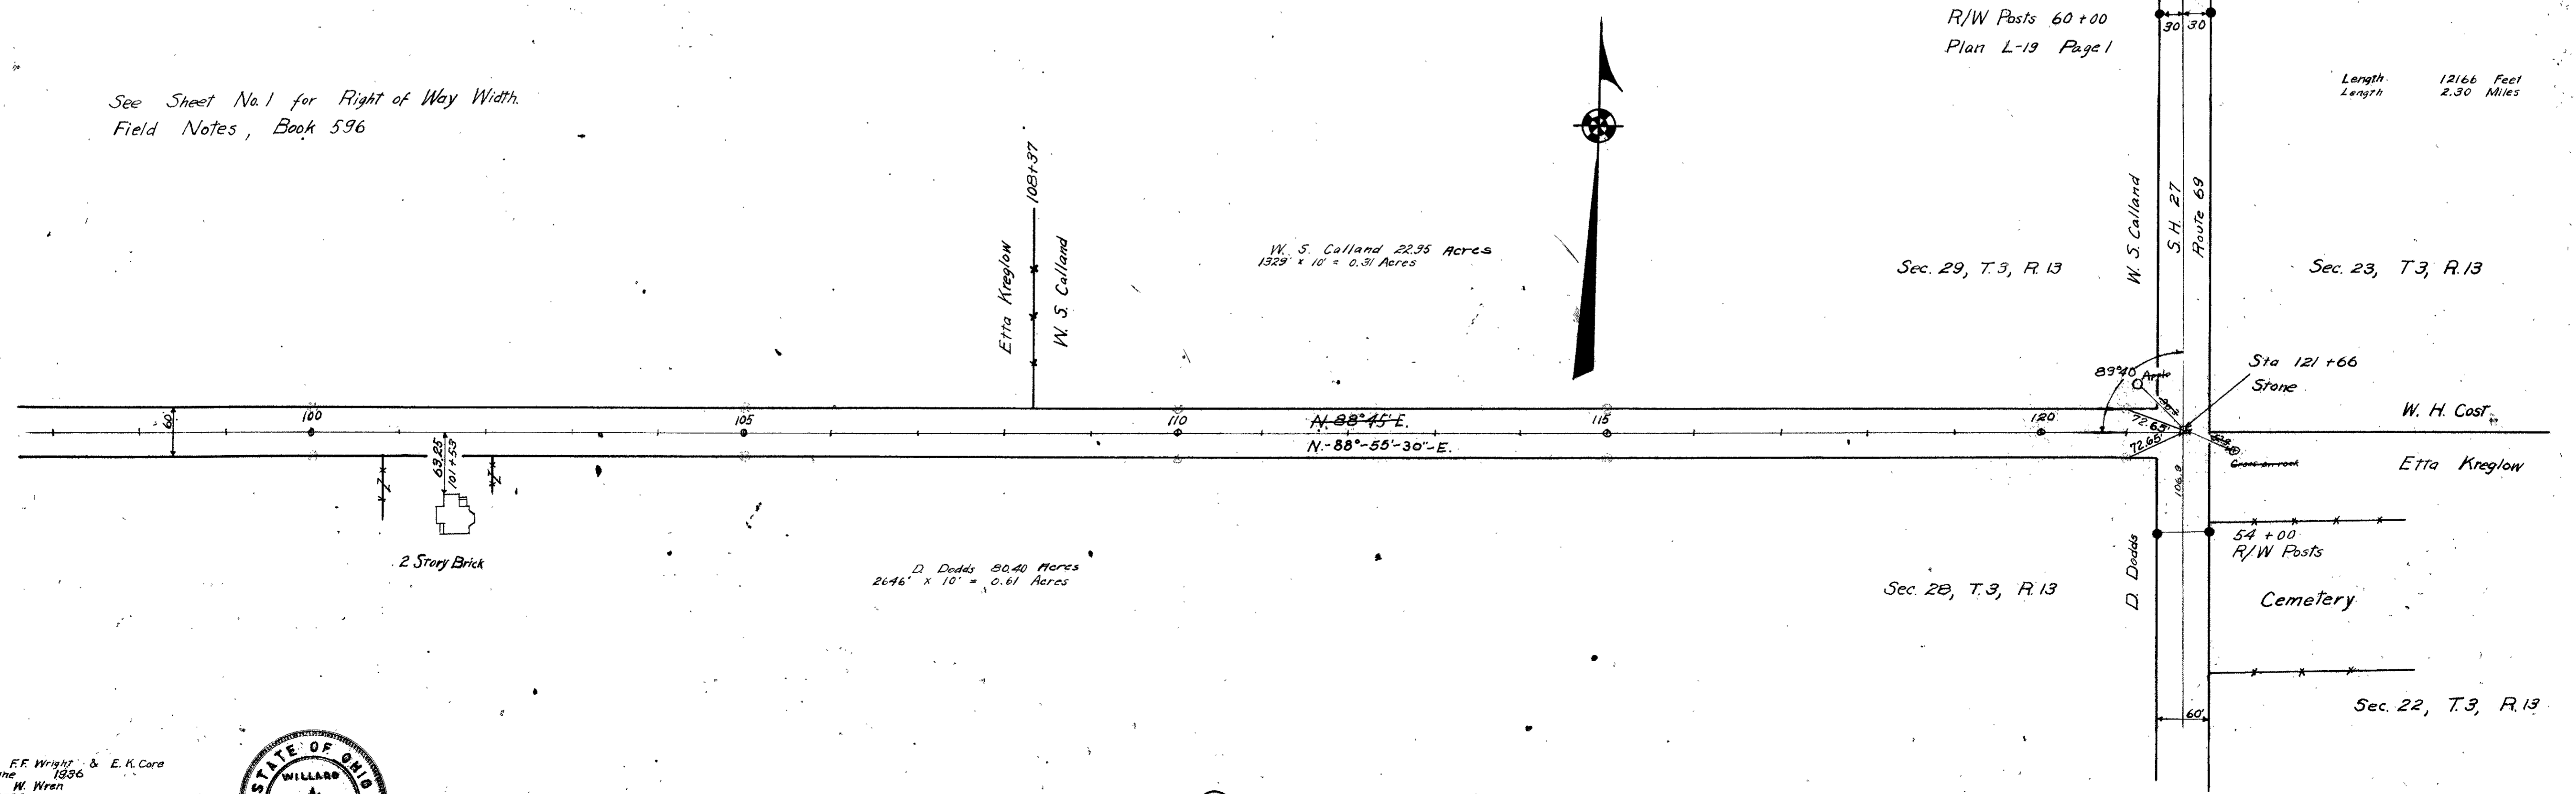 R/W Posts 60+00
Plan L-19 Page 1
30 30
Length 12166 Feet
Length 2.30 Miles
See Sheet No. 1 for Right of Way Width.
Field Notes, Book 596
108+37
Etta Kreglow
W. S. Calland
W. S. Calland 22.95 Acres
1329' x 10' = 0.31 Acres
Sec. 29, T.3, R.13
W. S. Calland
S.H. 27
Route 69
Sec. 23, T3, R.13
89°40'
Apple
Sta 121+66
Stone
60'
100
105
110
115
120
N. 88°45' E.
N.-88°-55'-30"-E.
72.65'
72.65'
W. H. Cost
Etta Kreglow
Cross on rock
106.9
69.25
101+53
2 Story Brick
D. Dodds 80.40 Acres
2646' x 10' = 0.61 Acres
Sec. 28, T.3, R.13
D. Dodds
54+00
R/W Posts
Cemetery
Sec. 22, T.3, R.13
60'
F.F. Wright & E.K. Core
1936
W. Wren
STATE OF OHIO
WILLARD